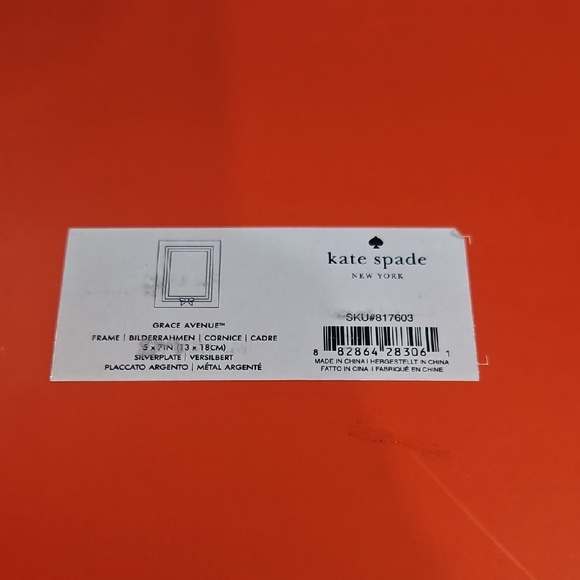 GRACE AVENUE™
FRAME | BILDERRAHMEN | CORNICE | CADRE
5 x 7IN (13 x 18CM)
SILVERPLATE | VERSILBERT
PLACCATO ARGENTO | MÉTAL ARGENTÉ
kate spade
NEW YORK
SKU#817603
8 82864 28306 1
MADE IN CHINA | HERGESTELLT IN CHINA
FATTO IN CINA | FABRIQUÉ EN CHINE